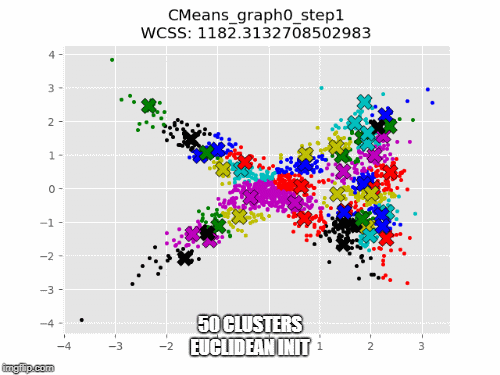 CMeans_graph0_step1
WCSS: 1182.3132708502983
4
3
2
1
0
−1
−2
−3
−4
−4 −3 −2 −1 1 2 3
50 CLUSTERS
EUCLIDEAN INIT
imgflip.com